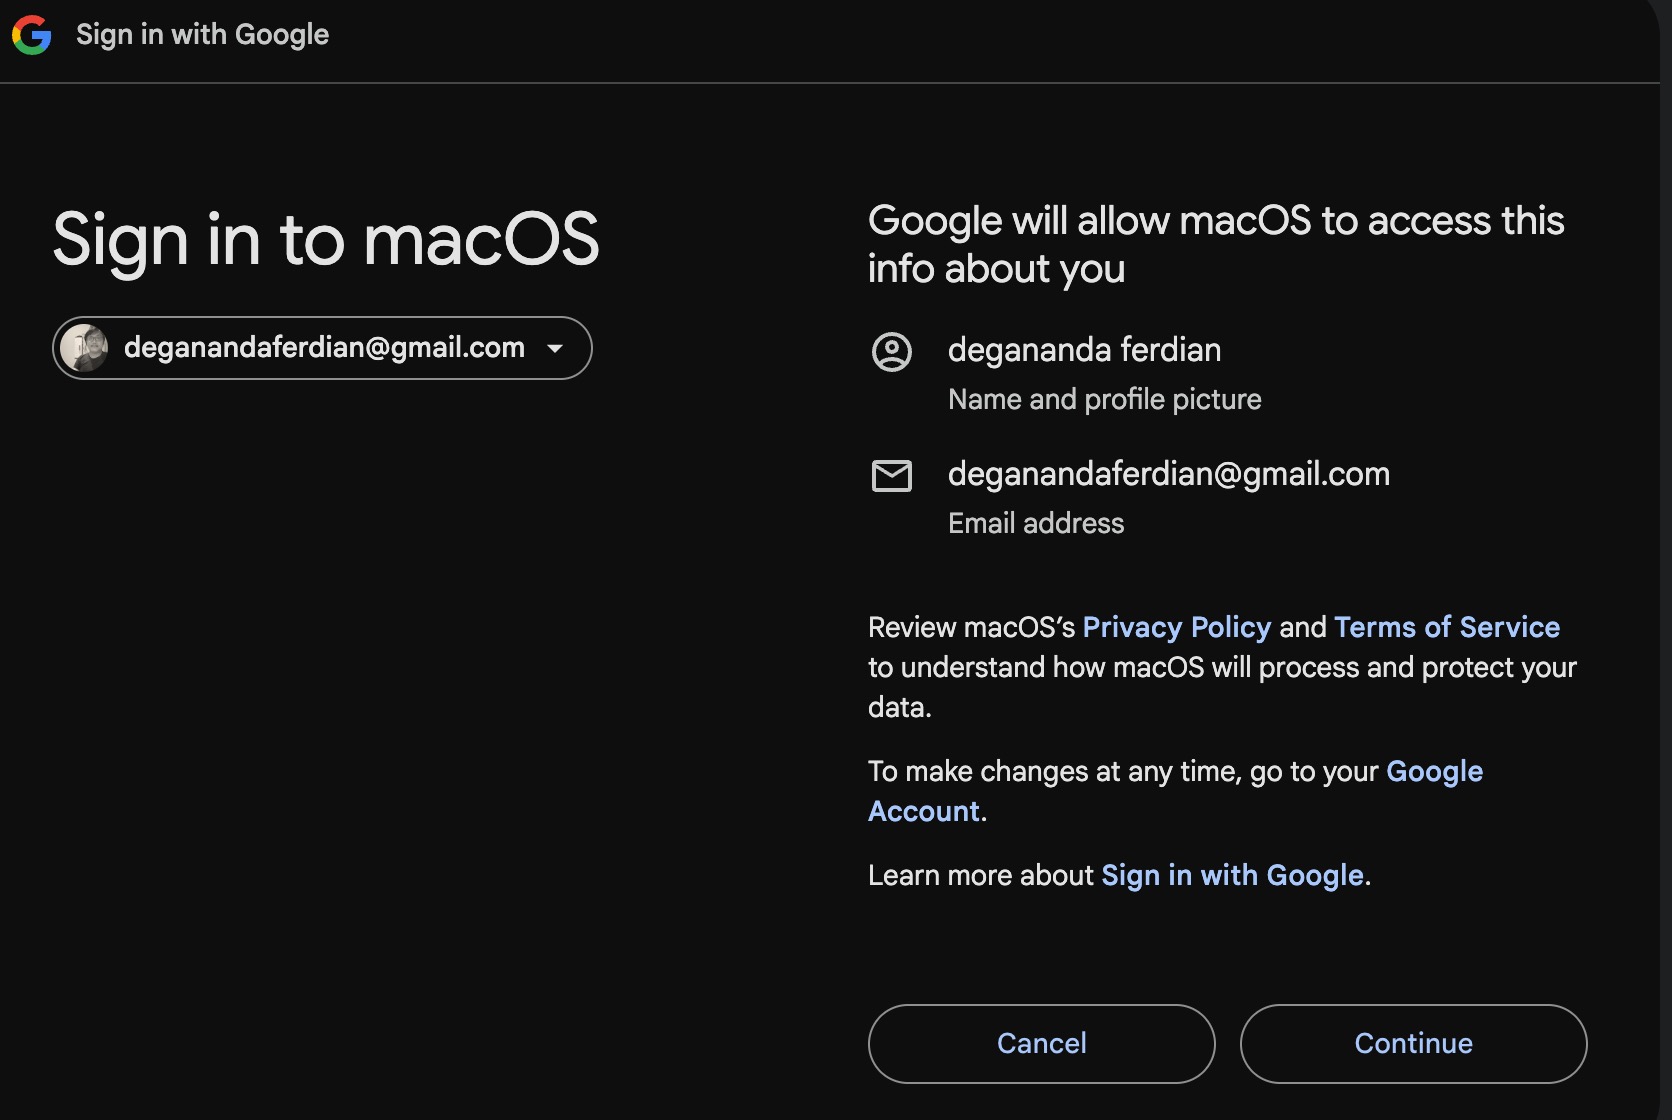 Sign in with Google
Sign in to macOS
deganandaferdian@gmail.com
Google will allow macOS to access this
info about you
degananda ferdian
Name and profile picture
deganandaferdian@gmail.com
Email address
Review macOS’s Privacy Policy and Terms of Service
to understand how macOS will process and protect your
data.
To make changes at any time, go to your Google
Account.
Learn more about Sign in with Google.
Cancel
Continue